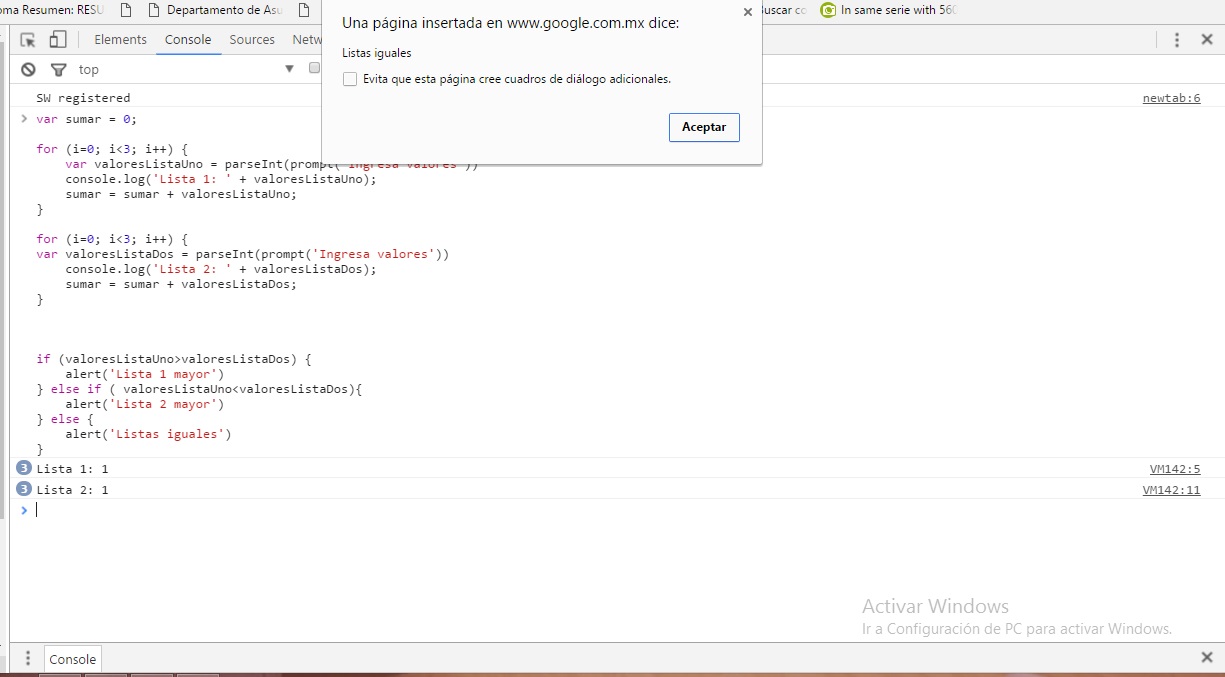 oma Resumen: RESU
Departamento de Asu
Buscar co
In same serie with 560
Una página insertada en www.google.com.mx dice:
Listas iguales
Evita que esta página cree cuadros de diálogo adicionales.
Aceptar
Elements Console Sources Netw
top
SW registered newtab:6
var sumar = 0;
for (i=0; i<3; i++) {
var valoresListaUno = parseInt(prompt('Ingresa valores'))
console.log('Lista 1: ' + valoresListaUno);
sumar = sumar + valoresListaUno;
}
for (i=0; i<3; i++) {
var valoresListaDos = parseInt(prompt('Ingresa valores'))
console.log('Lista 2: ' + valoresListaDos);
sumar = sumar + valoresListaDos;
}
if (valoresListaUno>valoresListaDos) {
alert('Lista 1 mayor')
} else if ( valoresListaUno<valoresListaDos){
alert('Lista 2 mayor')
} else {
alert('Listas iguales')
}
3 Lista 1: 1 VM142:5
3 Lista 2: 1 VM142:11
Activar Windows
Ir a Configuración de PC para activar Windows.
Console